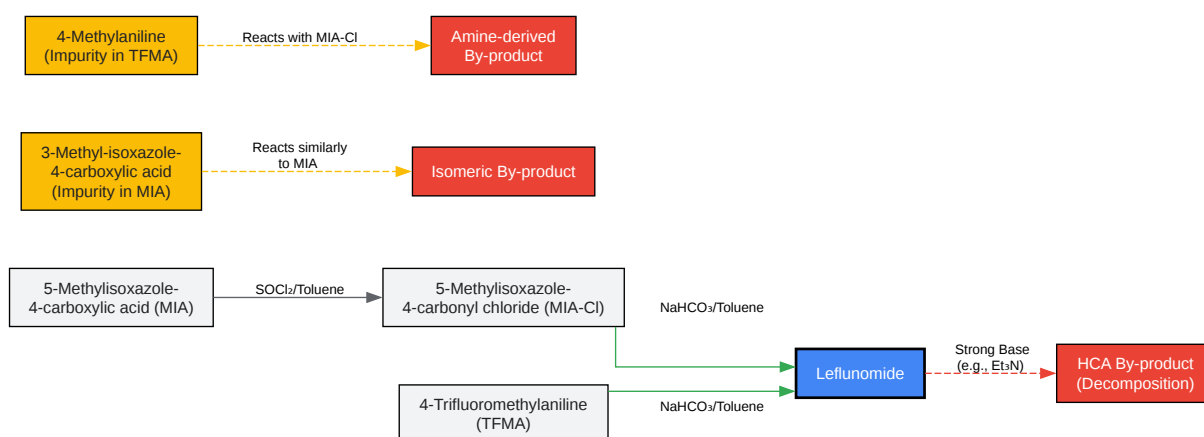 4-Methylaniline
(Impurity in TFMA)
Reacts with MIA-Cl
Amine-derived
By-product
3-Methyl-isoxazole-
4-carboxylic acid
(Impurity in MIA)
Reacts similarly
to MIA
Isomeric By-product
5-Methylisoxazole-
4-carboxylic acid (MIA)
SOCl₂/Toluene
5-Methylisoxazole-
4-carbonyl chloride (MIA-Cl)
NaHCO₃/Toluene
Leflunomide
Strong Base
(e.g., Et₃N)
HCA By-product
(Decomposition)
4-Trifluoromethylaniline
(TFMA)
NaHCO₃/Toluene